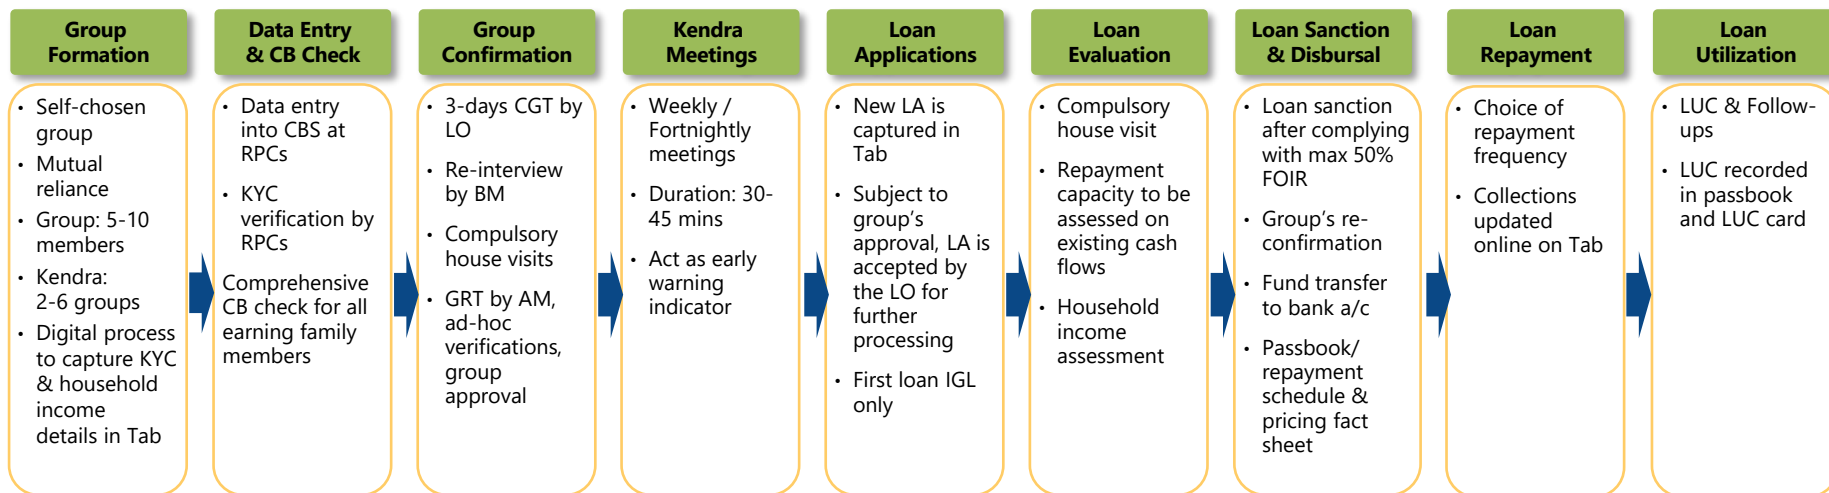 Group
Formation
Data Entry
& CB Check
Group
Confirmation
Kendra
Meetings
Loan
Applications
Loan
Evaluation
Loan Sanction
& Disbursal
Loan
Repayment
Loan
Utilization
• Self-chosen
group
• Mutual
reliance
• Group: 5-10
members
• Kendra:
2-6 groups
• Digital process
to capture KYC
& household
income
details in Tab
• Data entry
into CBS at
RPCs
• KYC
verification by
RPCs
Comprehensive
CB check for all
earning family
members
• 3-days CGT by
LO
• Re-interview
by BM
• Compulsory
house visits
• GRT by AM,
ad-hoc
verifications,
group
approval
• Weekly /
Fortnightly
meetings
• Duration: 30-
45 mins
• Act as early
warning
indicator
• New LA is
captured in
Tab
• Subject to
group's
approval, LA is
accepted by
the LO for
further
processing
• First loan IGL
only
• Compulsory
house visit
• Repayment
capacity to be
assessed on
existing cash
flows
• Household
income
assessment
• Loan sanction
after complying
with max 50%
FOIR
• Group's re-
confirmation
• Fund transfer
to bank a/c
• Passbook/
repayment
schedule &
pricing fact
sheet
• Choice of
repayment
frequency
• Collections
updated
online on Tab
• LUC & Follow-
ups
• LUC recorded
in passbook
and LUC card